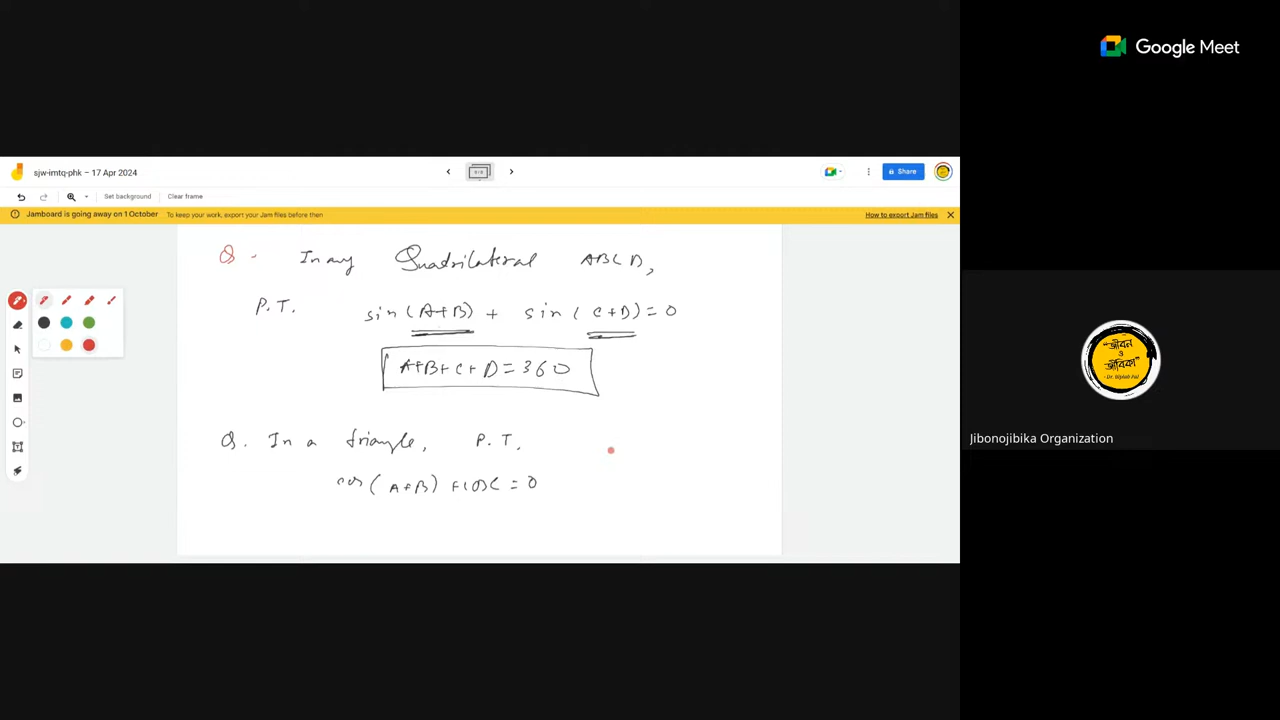 Google Meet
sjw-imtq-phk – 17 Apr 2024
Share
Set background
Clear frame
Jamboard is going away on 1 October
To keep your work, export your Jam files before then
How to export Jam files
Q. In any Quadrilateral ABCD,
P.T. sin(A+B) + sin(C+D)=0
A+B+C+D=360
Q. In a triangle, P.T.
cos(A+B) + cosC = 0
"জীবন
ও
জীবিকা"
Jibonojibika Organization